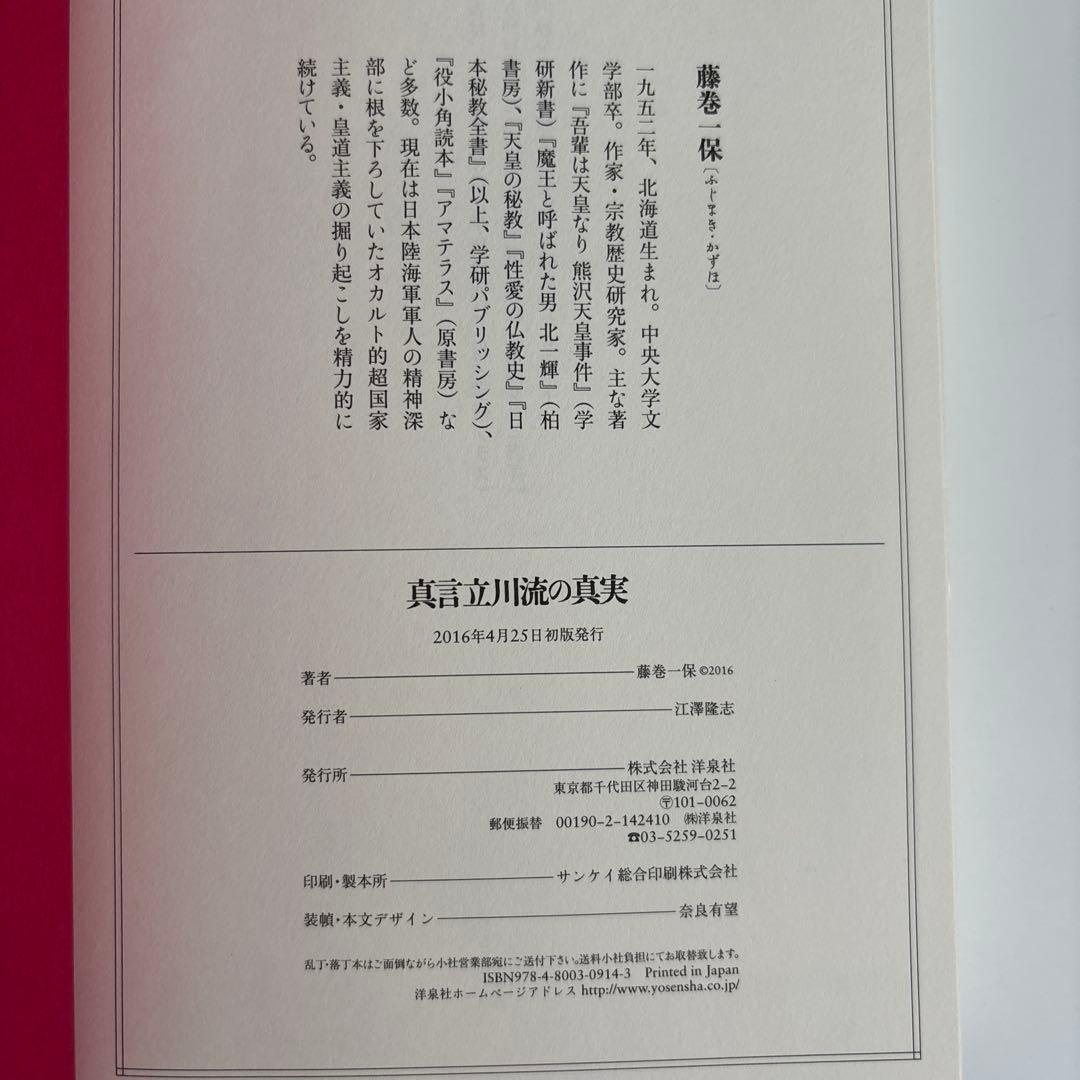 藤巻一保〔ふじまき・かずほ〕
一九五二年、北海道生まれ。中央大学文
学部卒。作家・宗教歴史研究家。主な著
作に『吾輩は天皇なり 熊沢天皇事件』（学
研新書）『魔王と呼ばれた男 北一輝』（柏
書房）、『天皇の秘教』『性愛の仏教史』『日
本秘教全書』（以上、学研パブリッシング）、
『役小角読本』『アマテラス』（原書房）な
ど多数。現在は日本陸海軍軍人の精神深
部に根を下ろしていたオカルト的超国家
主義・皇道主義の掘り起こしを精力的に
続けている。
真言立川流の真実
2016年4月25日初版発行
著者 藤巻一保©2016
発行者 江澤隆志
発行所 株式会社 洋泉社
東京都千代田区神田駿河台2-2
〶101-0062
郵便振替 00190-2-142410 ㈱洋泉社
☎03-5259-0251
印刷・製本所 サンケイ総合印刷株式会社
装幀・本文デザイン 奈良有望
乱丁・落丁本はご面倒ながら小社営業部宛にご送付下さい。送料小社負担にてお取替致します。
ISBN978-4-8003-0914-3 Printed in Japan
洋泉社ホームページアドレス http://www.yosensha.co.jp/